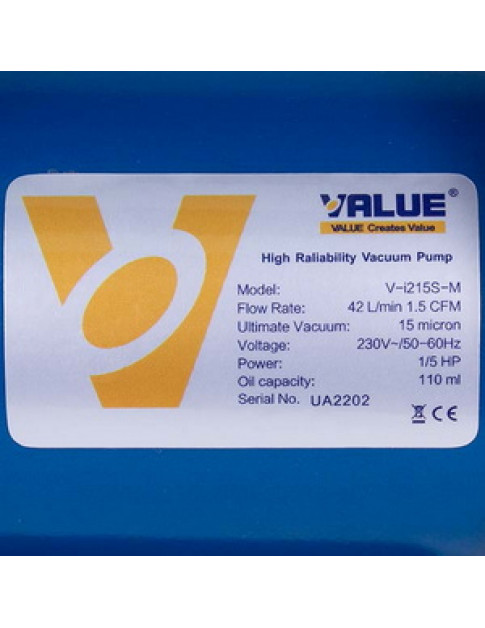 VALUE®
VALUE Creates Value
High Raliability Vacuum Pump
Model: V-i215S-M
Flow Rate: 42 L/min 1.5 CFM
Ultimate Vacuum: 15 micron
Voltage: 230V~/50-60Hz
Power: 1/5 HP
Oil capacity: 110 ml
Serial No. UA2202
CE